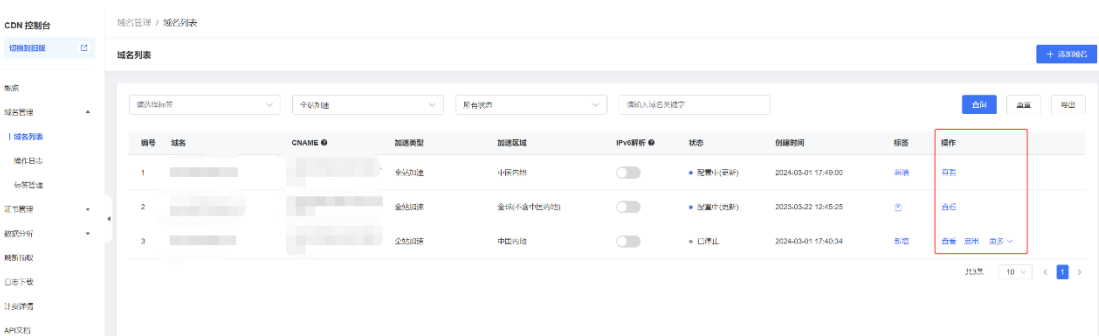 CDN 控制台
切换到旧版
概览
域名管理
域名列表
操作日志
标签管理
证书管理
数据分析
刷新预取
日志下载
计费详情
API文档
域名管理 / 域名列表
域名列表
+ 添加域名
请选择标签 全站加速 所有状态 请输入域名关键字 查询 重置 导出
编号 域名 CNAME 加速类型 加速区域 IPv6解析 状态 创建时间 标签 操作
1 全站加速 中国内地 配置中(更新) 2024-03-01 17:49:00 新增 查看
2 全站加速 全球(不含中国内地) 配置中(更新) 2023-03-22 12:45:25 查看
3 全站加速 中国内地 已停止 2024-03-01 17:40:34 新增 查看 启用 更多
共3条 10 1